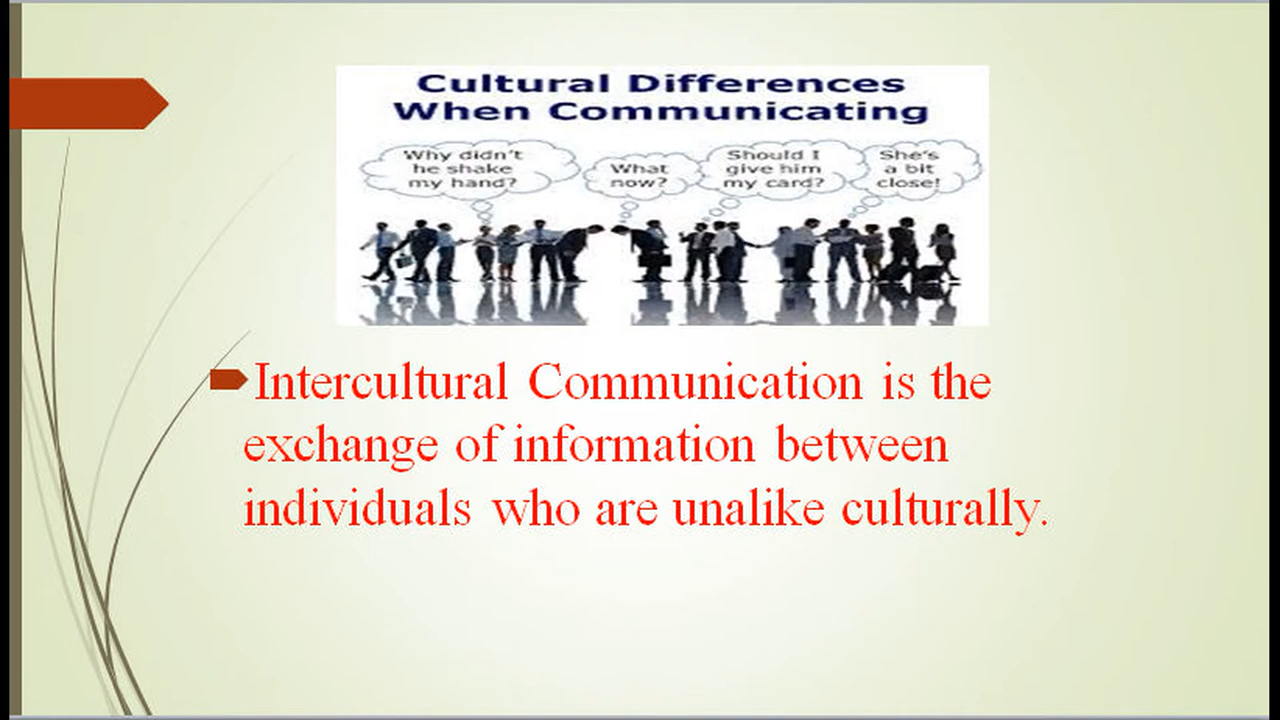 Cultural Differences
When Communicating
Why didn't
he shake
my hand?
What
now?
Should I
give him
my card?
She's
a bit
close!
Intercultural Communication is the
exchange of information between
individuals who are unalike culturally.